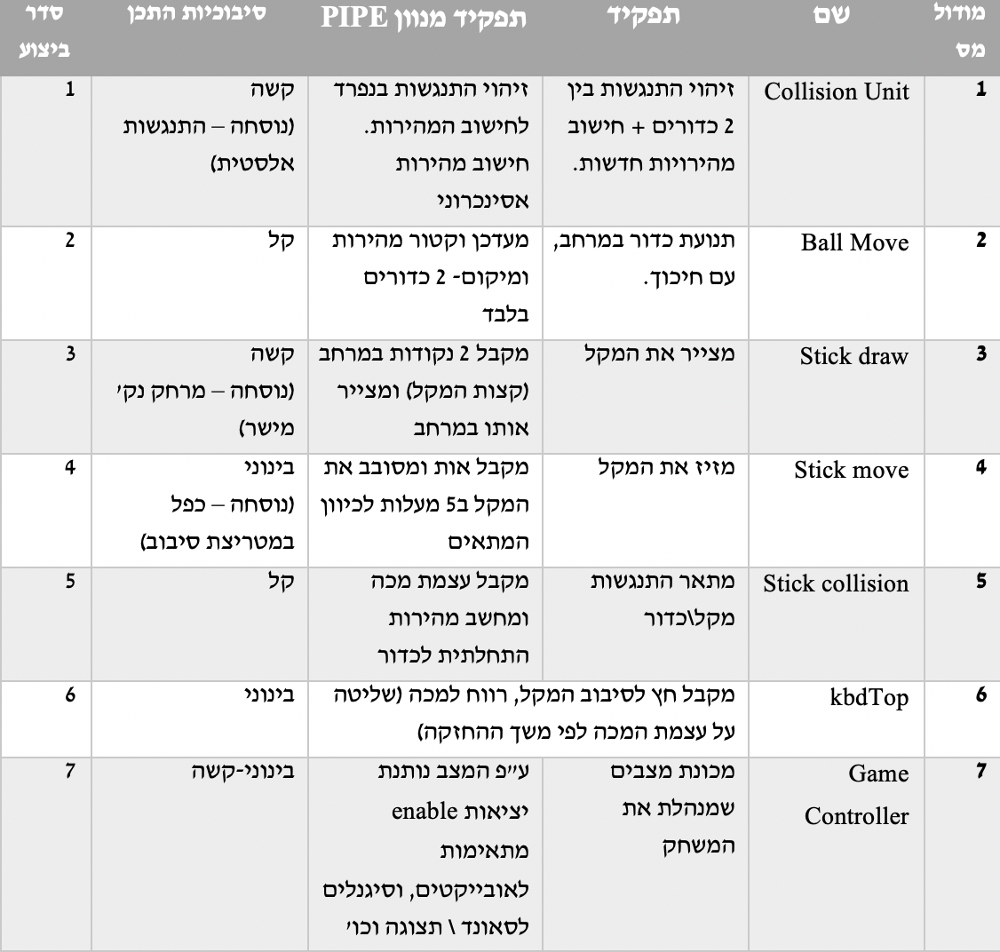 מודול מס
שם
תפקיד
תפקיד מנוון PIPE
סיבוכיות התכן
סדר ביצוע
1
Collision Unit
זיהוי התנגשות בין
2 כדורים + חישוב
מהירויות חדשות.
זיהוי התנגשות בנפרד
לחישוב המהירות.
חישוב מהירות
אסינכרוני
קשה
(נוסחה – התנגשות
אלסטית)
1
2
Ball Move
תנועת כדור במרחב,
עם חיכוך.
מעדכן וקטור מהירות
ומיקום- 2 כדורים
בלבד
קל
2
3
Stick draw
מצייר את המקל
מקבל 2 נקודות במרחב
(קצות המקל) ומצייר
אותו במרחב
קשה
(נוסחה – מרחק נק׳
מישר)
3
4
Stick move
מזיז את המקל
מקבל אות ומסובב את
המקל ב5 מעלות לכיוון
המתאים
בינוני
(נוסחה – כפל
במטריצת סיבוב)
4
5
Stick collision
מתאר התנגשות
מקל\כדור
מקבל עצמת מכה
ומחשב מהירות
התחלתית לכדור
קל
5
6
kbdTop
מקבל חץ לסיבוב המקל, רווח למכה (שליטה
על עצמת המכה לפי משך ההחזקה)
בינוני
6
7
Game
Controller
מכונת מצבים
שמנהלת את
המשחק
ע״פ המצב נותנת
יציאות enable
מתאימות
לאובייקטים, וסיגנלים
לסאונד \ תצוגה וכו׳
בינוני-קשה
7